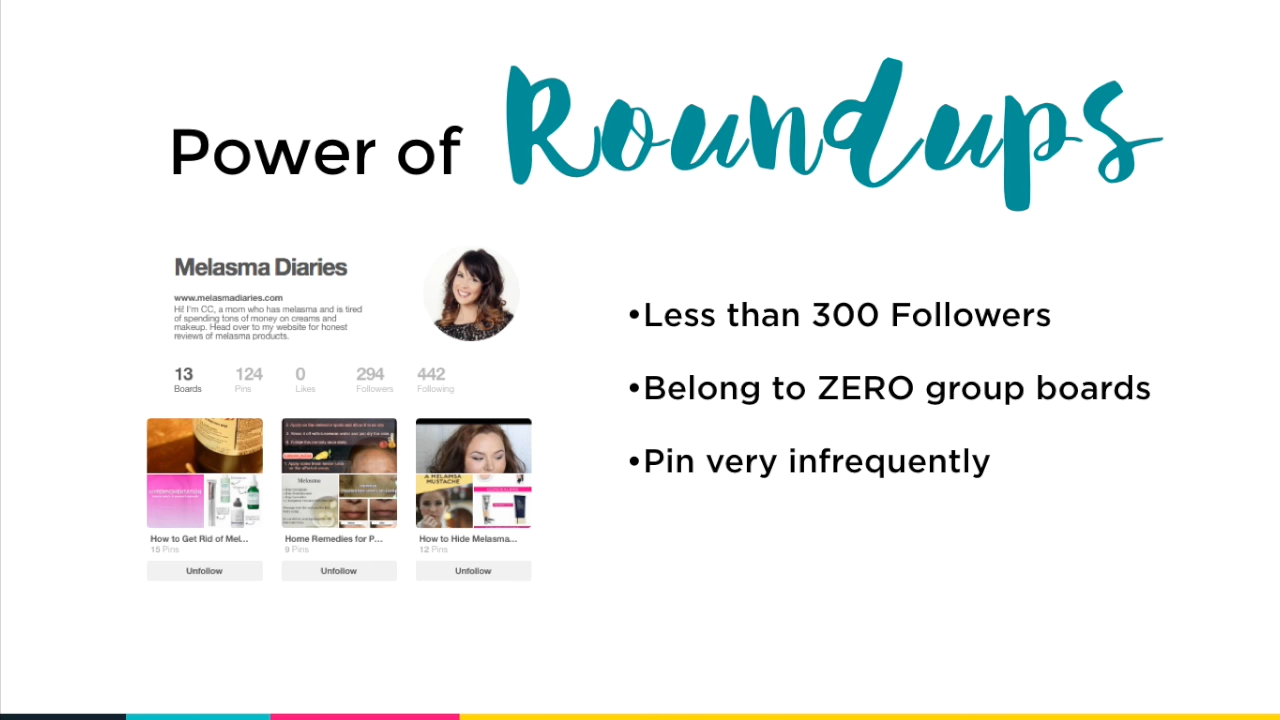 Power of Roundups
Melasma Diaries
www.melasmadiaries.com
Hi! I'm CC, a mom who has melasma and is tired
of spending tons of money on creams and
makeup. Head over to my website for honest
reviews of melasma products.
13 124 0 294 442
Boards Pins Likes Followers Following
•Less than 300 Followers
•Belong to ZERO group boards
•Pin very infrequently
A MELAMSA
MUSTACHE
Melasma
How to Get Rid of Mel...
15 Pins
Unfollow
Home Remedies for P...
9 Pins
Unfollow
How to Hide Melasma...
12 Pins
Unfollow